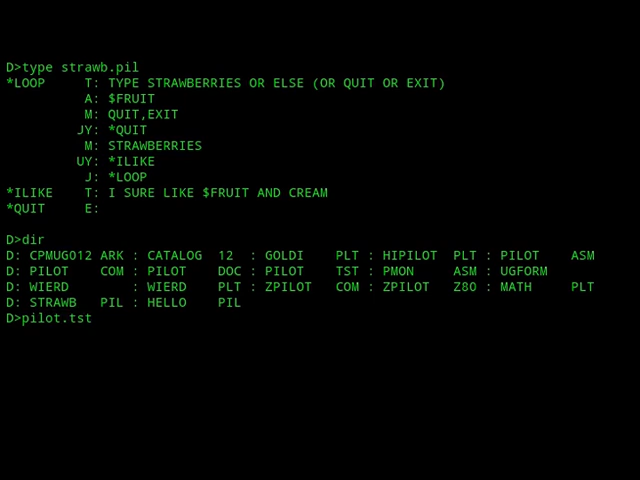 D>type strawb.pil
*LOOP     T: TYPE STRAWBERRIES OR ELSE (OR QUIT OR EXIT)
          A: $FRUIT
          M: QUIT,EXIT
         JY: *QUIT
          M: STRAWBERRIES
         UY: *ILIKE
          J: *LOOP
*ILIKE    T: I SURE LIKE $FRUIT AND CREAM
*QUIT     E:

D>dir
D: CPMUG012 ARK : CATALOG  12  : GOLDI    PLT : HIPILOT  PLT : PILOT    ASM
D: PILOT    COM : PILOT    DOC : PILOT    TST : PMON     ASM : UGFORM
D: WIERD        : WIERD    PLT : ZPILOT   COM : ZPILOT   Z80 : MATH     PLT
D: STRAWB   PIL : HELLO    PIL
D>pilot.tst